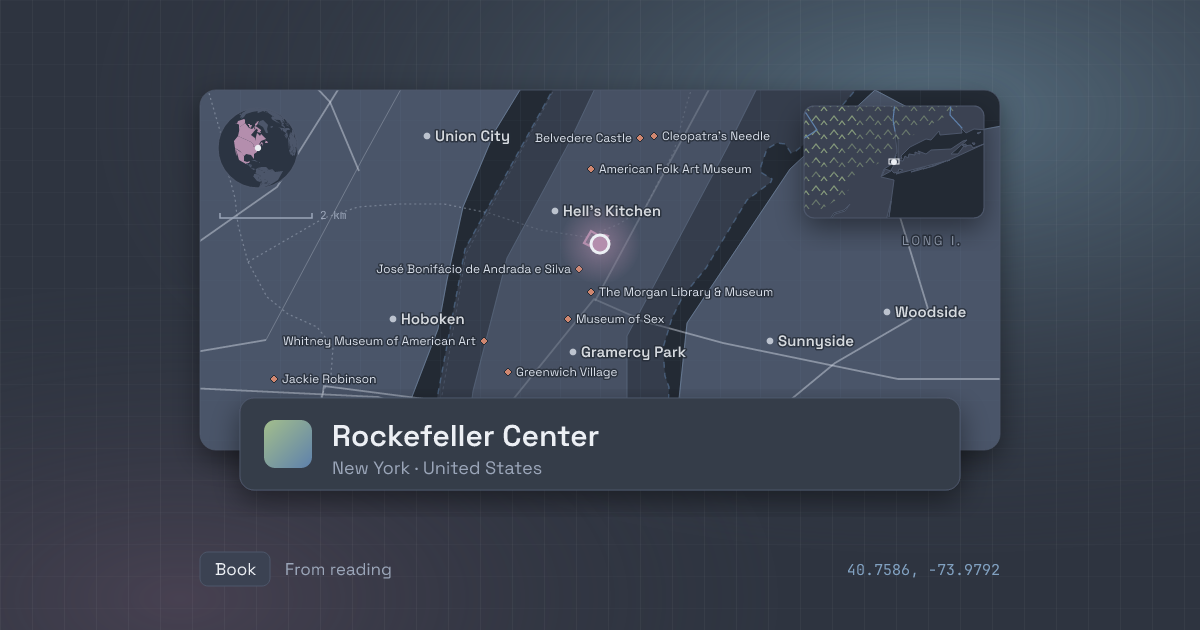 Union City
Belvedere Castle
Cleopatra's Needle
American Folk Art Museum
Hell's Kitchen
2 km
LONG I.
José Bonifácio de Andrada e Silva
The Morgan Library & Museum
Hoboken
Museum of Sex
Woodside
Whitney Museum of American Art
Sunnyside
Gramercy Park
Greenwich Village
Jackie Robinson
Rockefeller Center
New York · United States
Book
From reading
40.7586, -73.9792